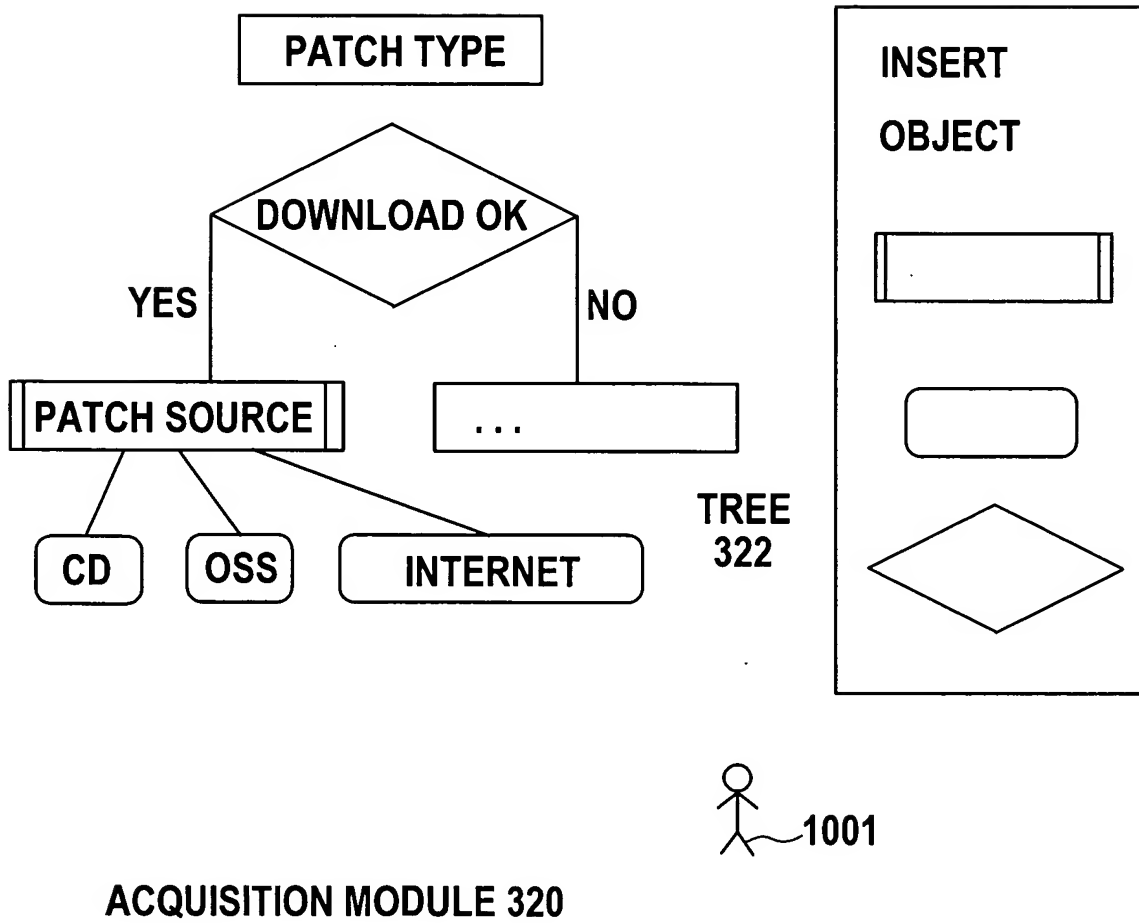 PATCH TYPE
DOWNLOAD OK
YES
NO
PATCH SOURCE
...
CD
OSS
INTERNET
TREE
322
INSERT
OBJECT
1001
ACQUISITION MODULE 320